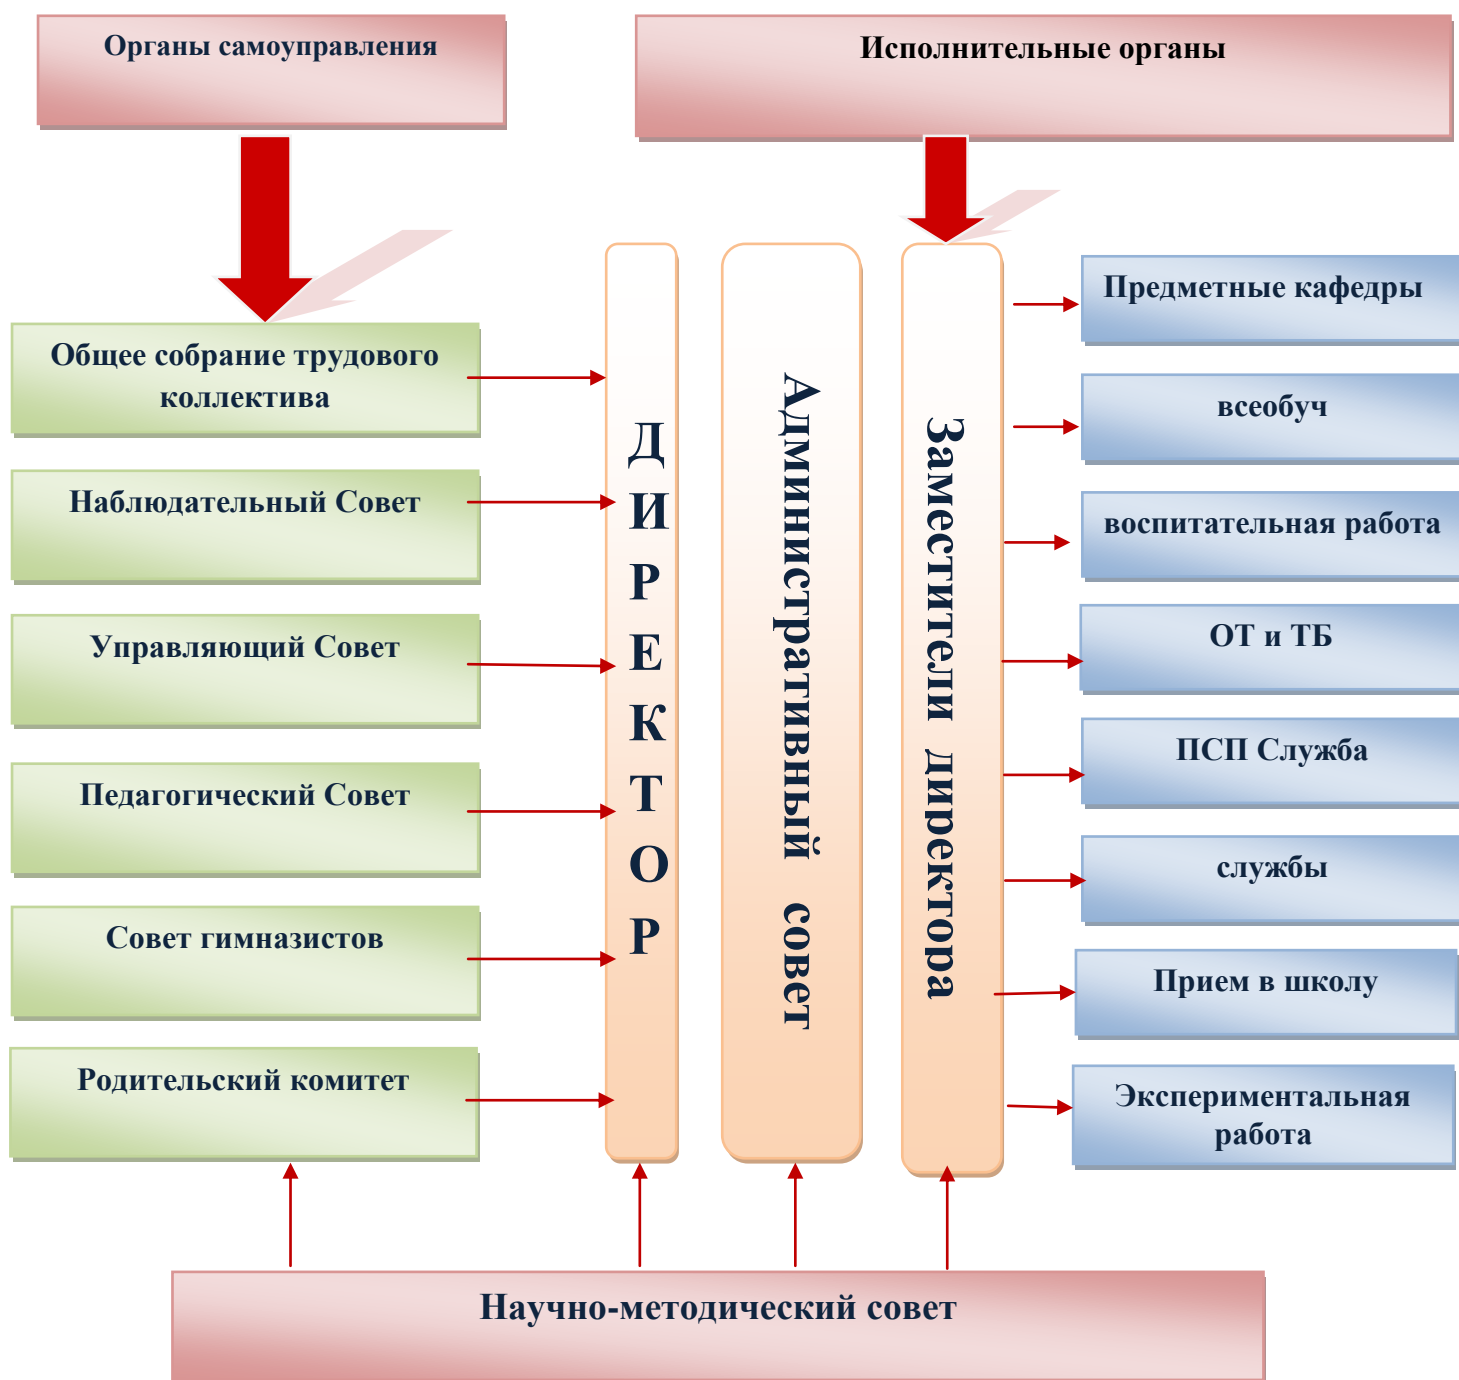 Органы самоуправления
Исполнительные органы
Общее собрание трудового
коллектива
Наблюдательный Совет
Управляющий Совет
Педагогический Совет
Совет гимназистов
Родительский комитет
ДИРЕКТОР
Административный совет
Заместители директора
Предметные кафедры
всеобуч
воспитательная работа
ОТ и ТБ
ПСП Служба
службы
Прием в школу
Экспериментальная
работа
Научно-методический совет